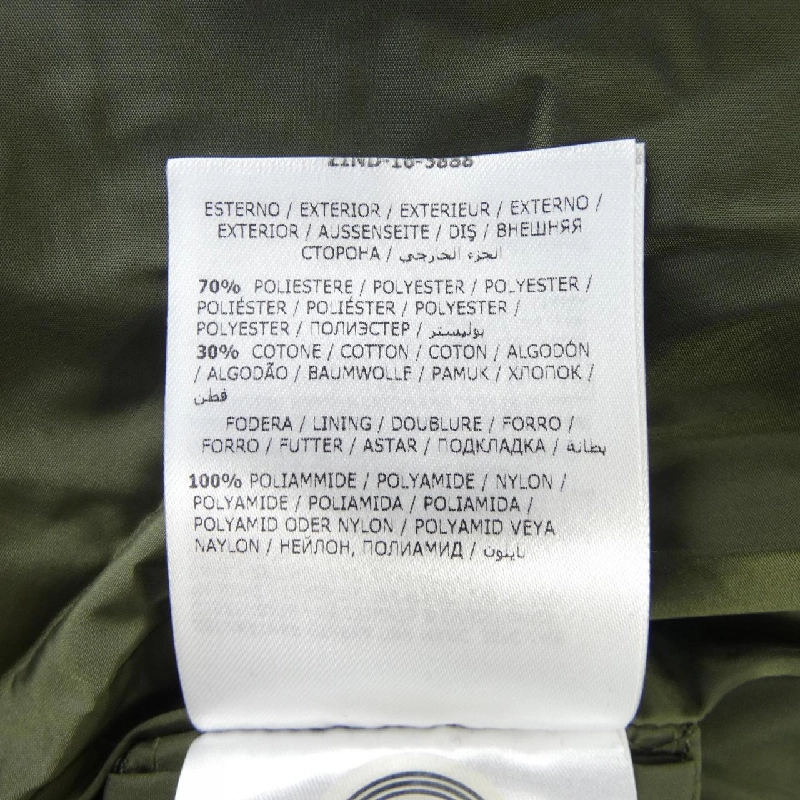 ESTERNO / EXTERIOR / EXTERIEUR / EXTERNO /
EXTERIOR / AUSSENSEITE / DIŞ / ВНЕШНЯЯ
СТОРОНА / الجزء الخارجي
70% POLIESTERE / POLYESTER / POLYESTER /
POLIÉSTER / POLIÉSTER / POLYESTER /
POLYESTER / ПОЛИЭСТЕР / بوليستر
30% COTONE / COTTON / COTON / ALGODÓN
/ ALGODÃO / BAUMWOLLE / PAMUK / ХЛОПОК /
قطن
FODERA / LINING / DOUBLURE / FORRO /
FORRO / FUTTER / ASTAR / ПОДКЛАДКА / بطانة
100% POLIAMMIDE / POLYAMIDE / NYLON /
POLYAMIDE / POLIAMIDA / POLIAMIDA /
POLYAMID ODER NYLON / POLYAMID VEYA
NAYLON / НЕЙЛОН, ПОЛИАМИД / نايلون